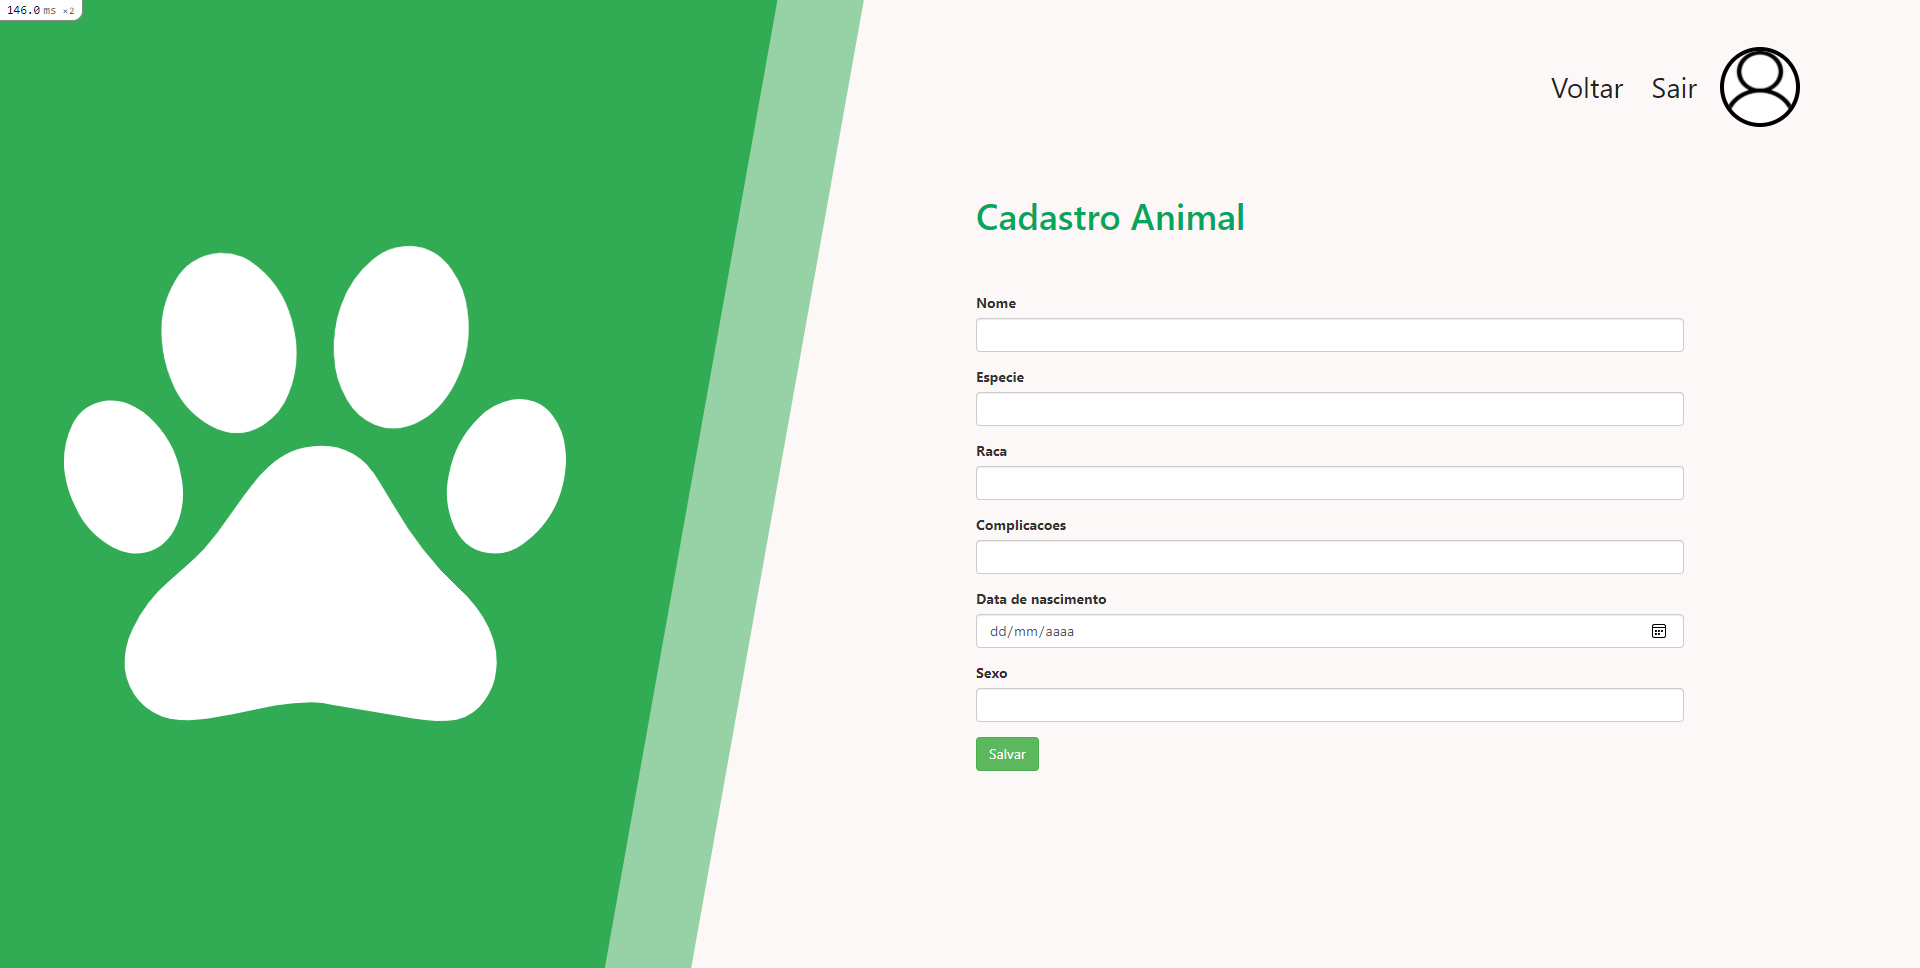 146.0 ms ×2
Voltar Sair
Cadastro Animal
Nome
Especie
Raca
Complicacoes
Data de nascimento
dd/mm/aaaa
Sexo
Salvar